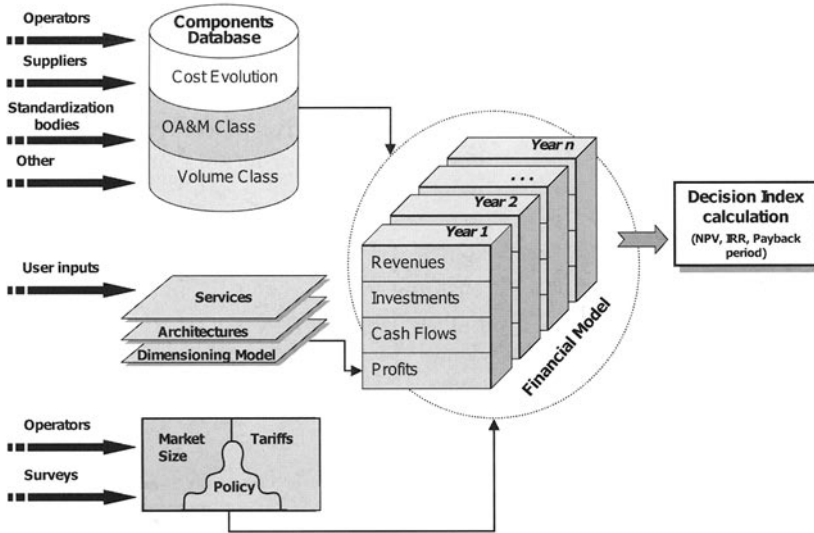 Operators
Suppliers
Standardization
bodies
Other
Components
Database
Cost Evolution
OA&M Class
Volume Class
User inputs
Services
Architectures
Dimensioning Model
Operators
Surveys
Market
Size
Tariffs
Policy
Year n
...
Year 2
Year 1
Revenues
Investments
Cash Flows
Profits
Financial Model
Decision Index
calculation
(NPV, IRR, Payback
period)